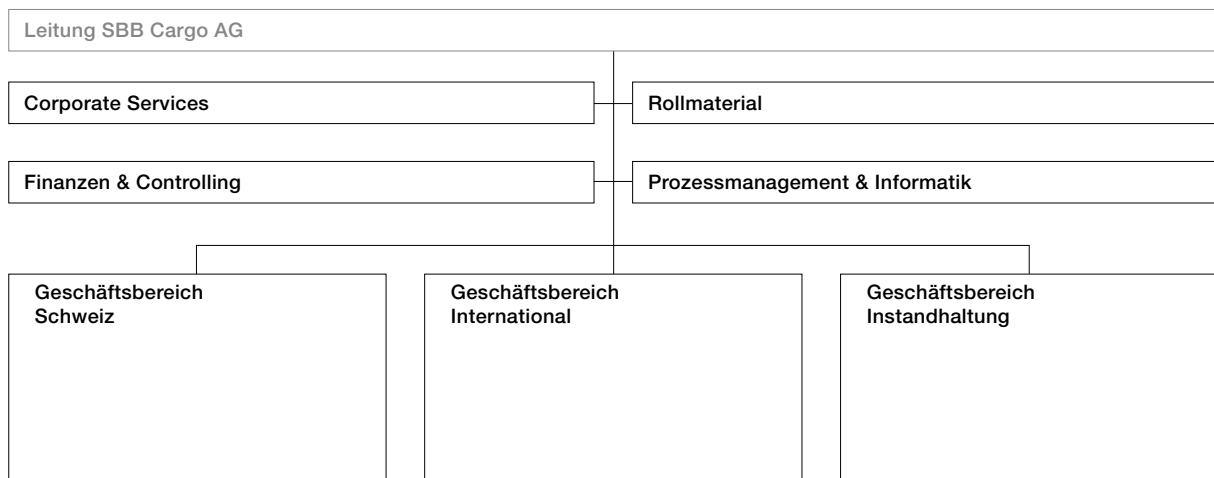 Leitung SBB Cargo AG
Corporate Services
Rollmaterial
Finanzen & Controlling
Prozessmanagement & Informatik
Geschäftsbereich
Schweiz
Geschäftsbereich
International
Geschäftsbereich
Instandhaltung